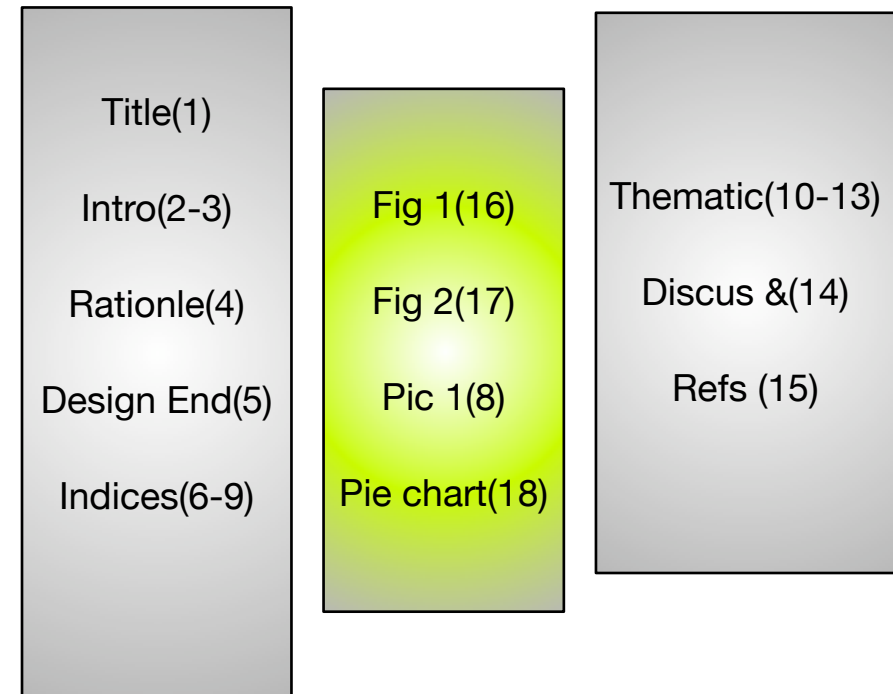 Title(1)
Intro(2-3)
Rationle(4)
Design End(5)
Indices(6-9)
Fig 1(16)
Fig 2(17)
Pic 1(8)
Pie chart(18)
Thematic(10-13)
Discus &(14)
Refs (15)